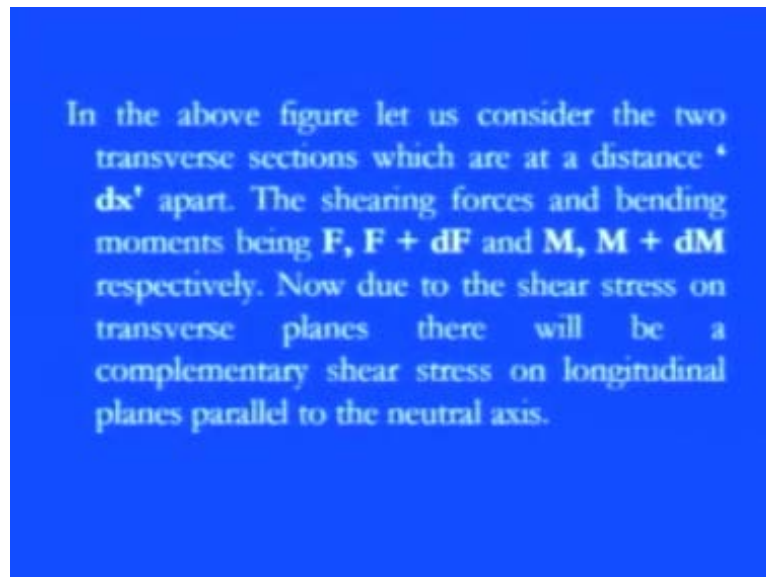 In the above figure let us consider the two
transverse sections which are at a distance ‘
dx' apart. The shearing forces and bending
moments being F, F + dF and M, M + dM
respectively. Now due to the shear stress on
transverse planes there will be a
complementary shear stress on longitudinal
planes parallel to the neutral axis.